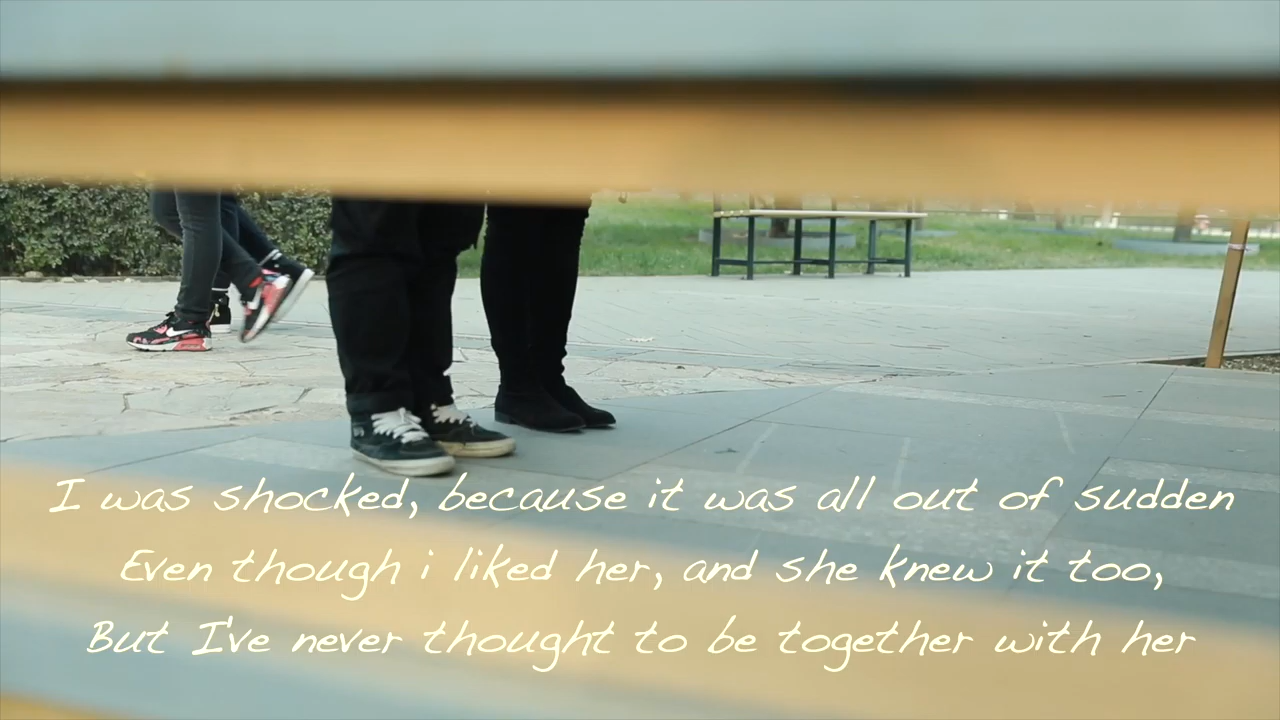 I was shocked, because it was all out of sudden
Even though i liked her, and she knew it too,
But I've never thought to be together with her